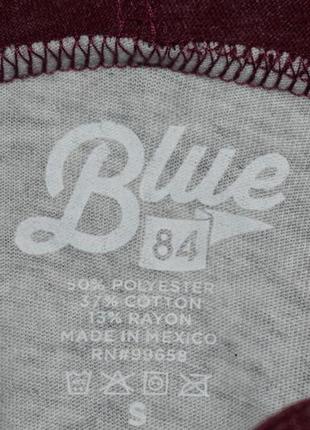 Blue
84
50% POLYESTER
37% COTTON
13% RAYON
MADE IN MEXICO
RN#99658
S